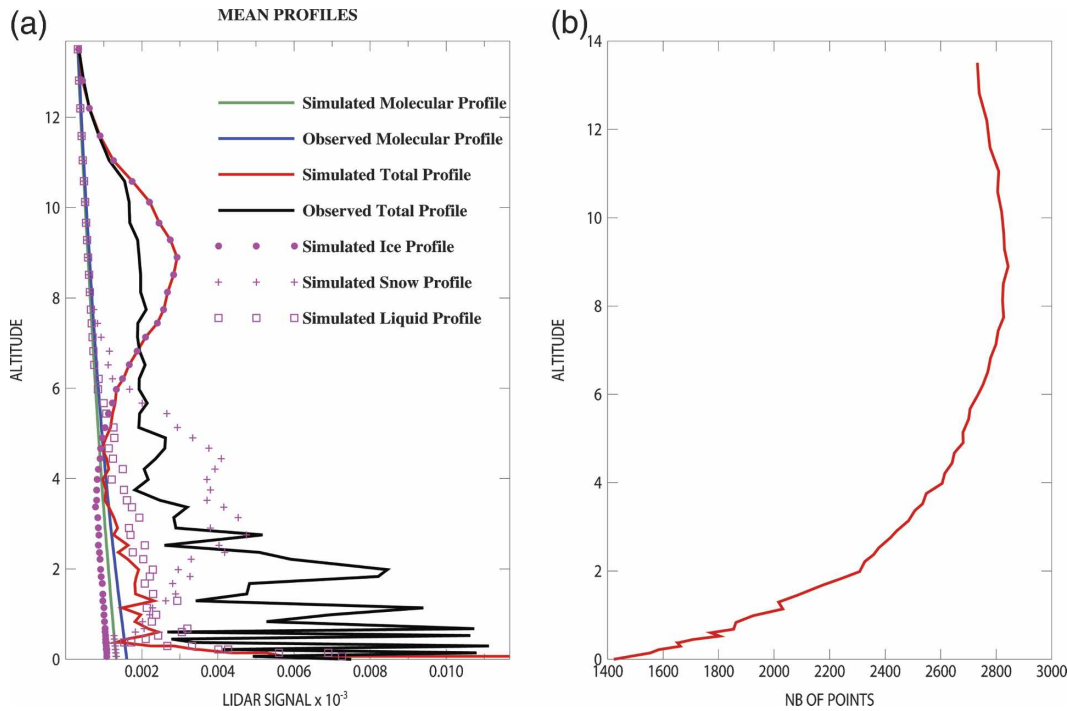 (a)
MEAN PROFILES
Simulated Molecular Profile
Observed Molecular Profile
Simulated Total Profile
Observed Total Profile
Simulated Ice Profile
Simulated Snow Profile
Simulated Liquid Profile
ALTITUDE
12
10
8
6
4
2
0
0.002
0.004
0.006
0.008
0.010
LIDAR SIGNAL x 10⁻³
(b)
ALTITUDE
14
12
10
8
6
4
2
0
1400
1600
1800
2000
2200
2400
2600
2800
3000
NB OF POINTS